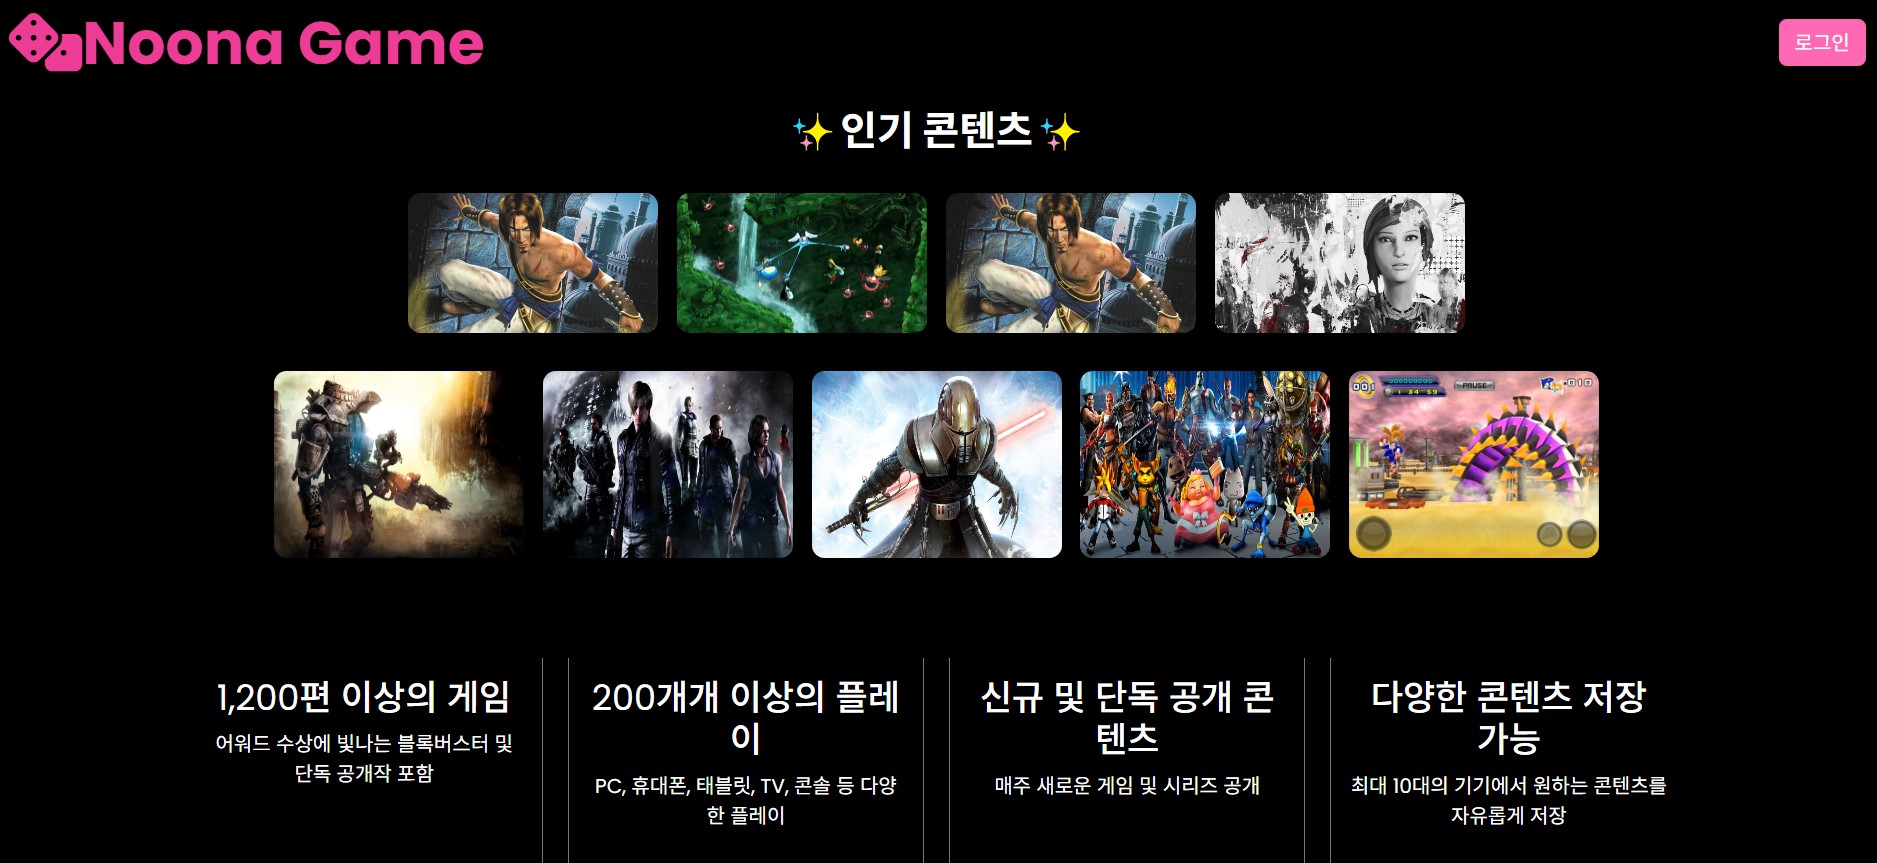 Noona Game
로그인
✨ 인기 콘텐츠 ✨
PAUSE
1,200편 이상의 게임
어워드 수상에 빛나는 블록버스터 및
단독 공개작 포함
200개개 이상의 플레
이
PC, 휴대폰, 태블릿, TV, 콘솔 등 다양
한 플레이
신규 및 단독 공개 콘
텐츠
매주 새로운 게임 및 시리즈 공개
다양한 콘텐츠 저장
가능
최대 10대의 기기에서 원하는 콘텐츠를
자유롭게 저장